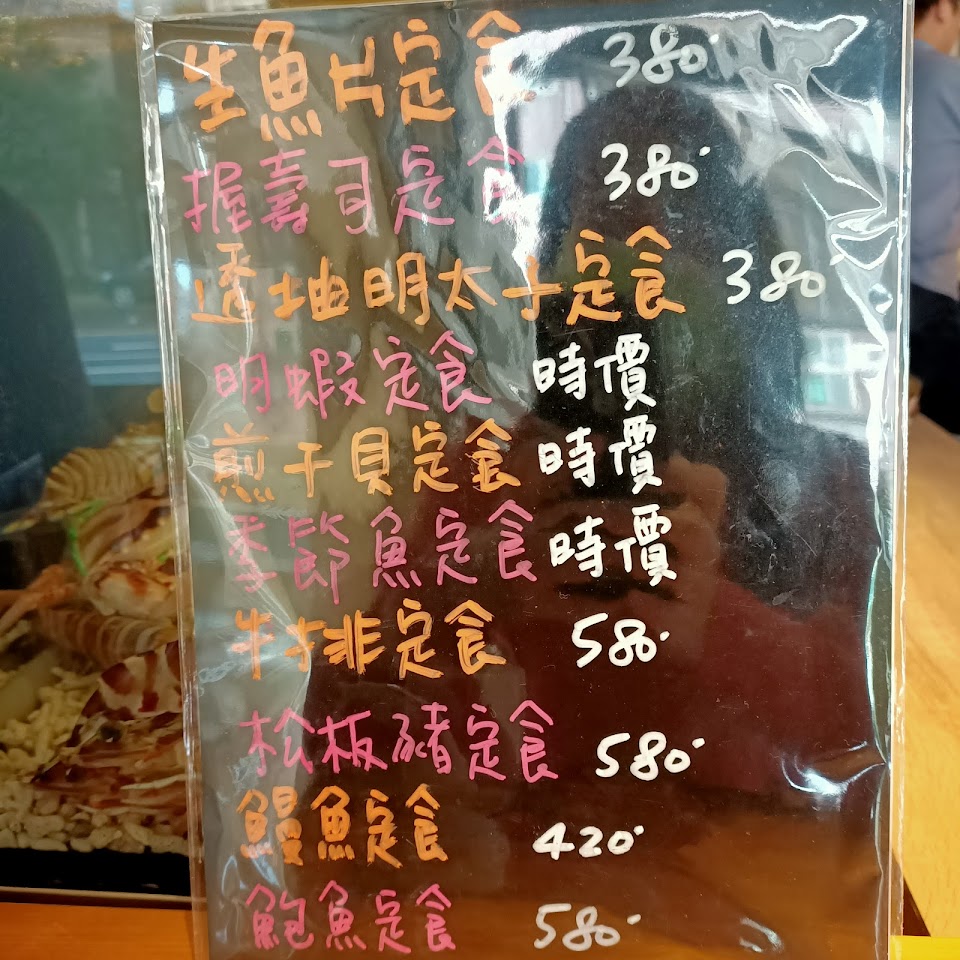 生魚片定食 380
握壽司定食 380
透抽明太子定食 380
明蝦定食 時價
煎干貝定食 時價
季節魚定食 時價
牛排定食 580
松板豬定食 580
鰻魚定食 420
鮑魚定食 580